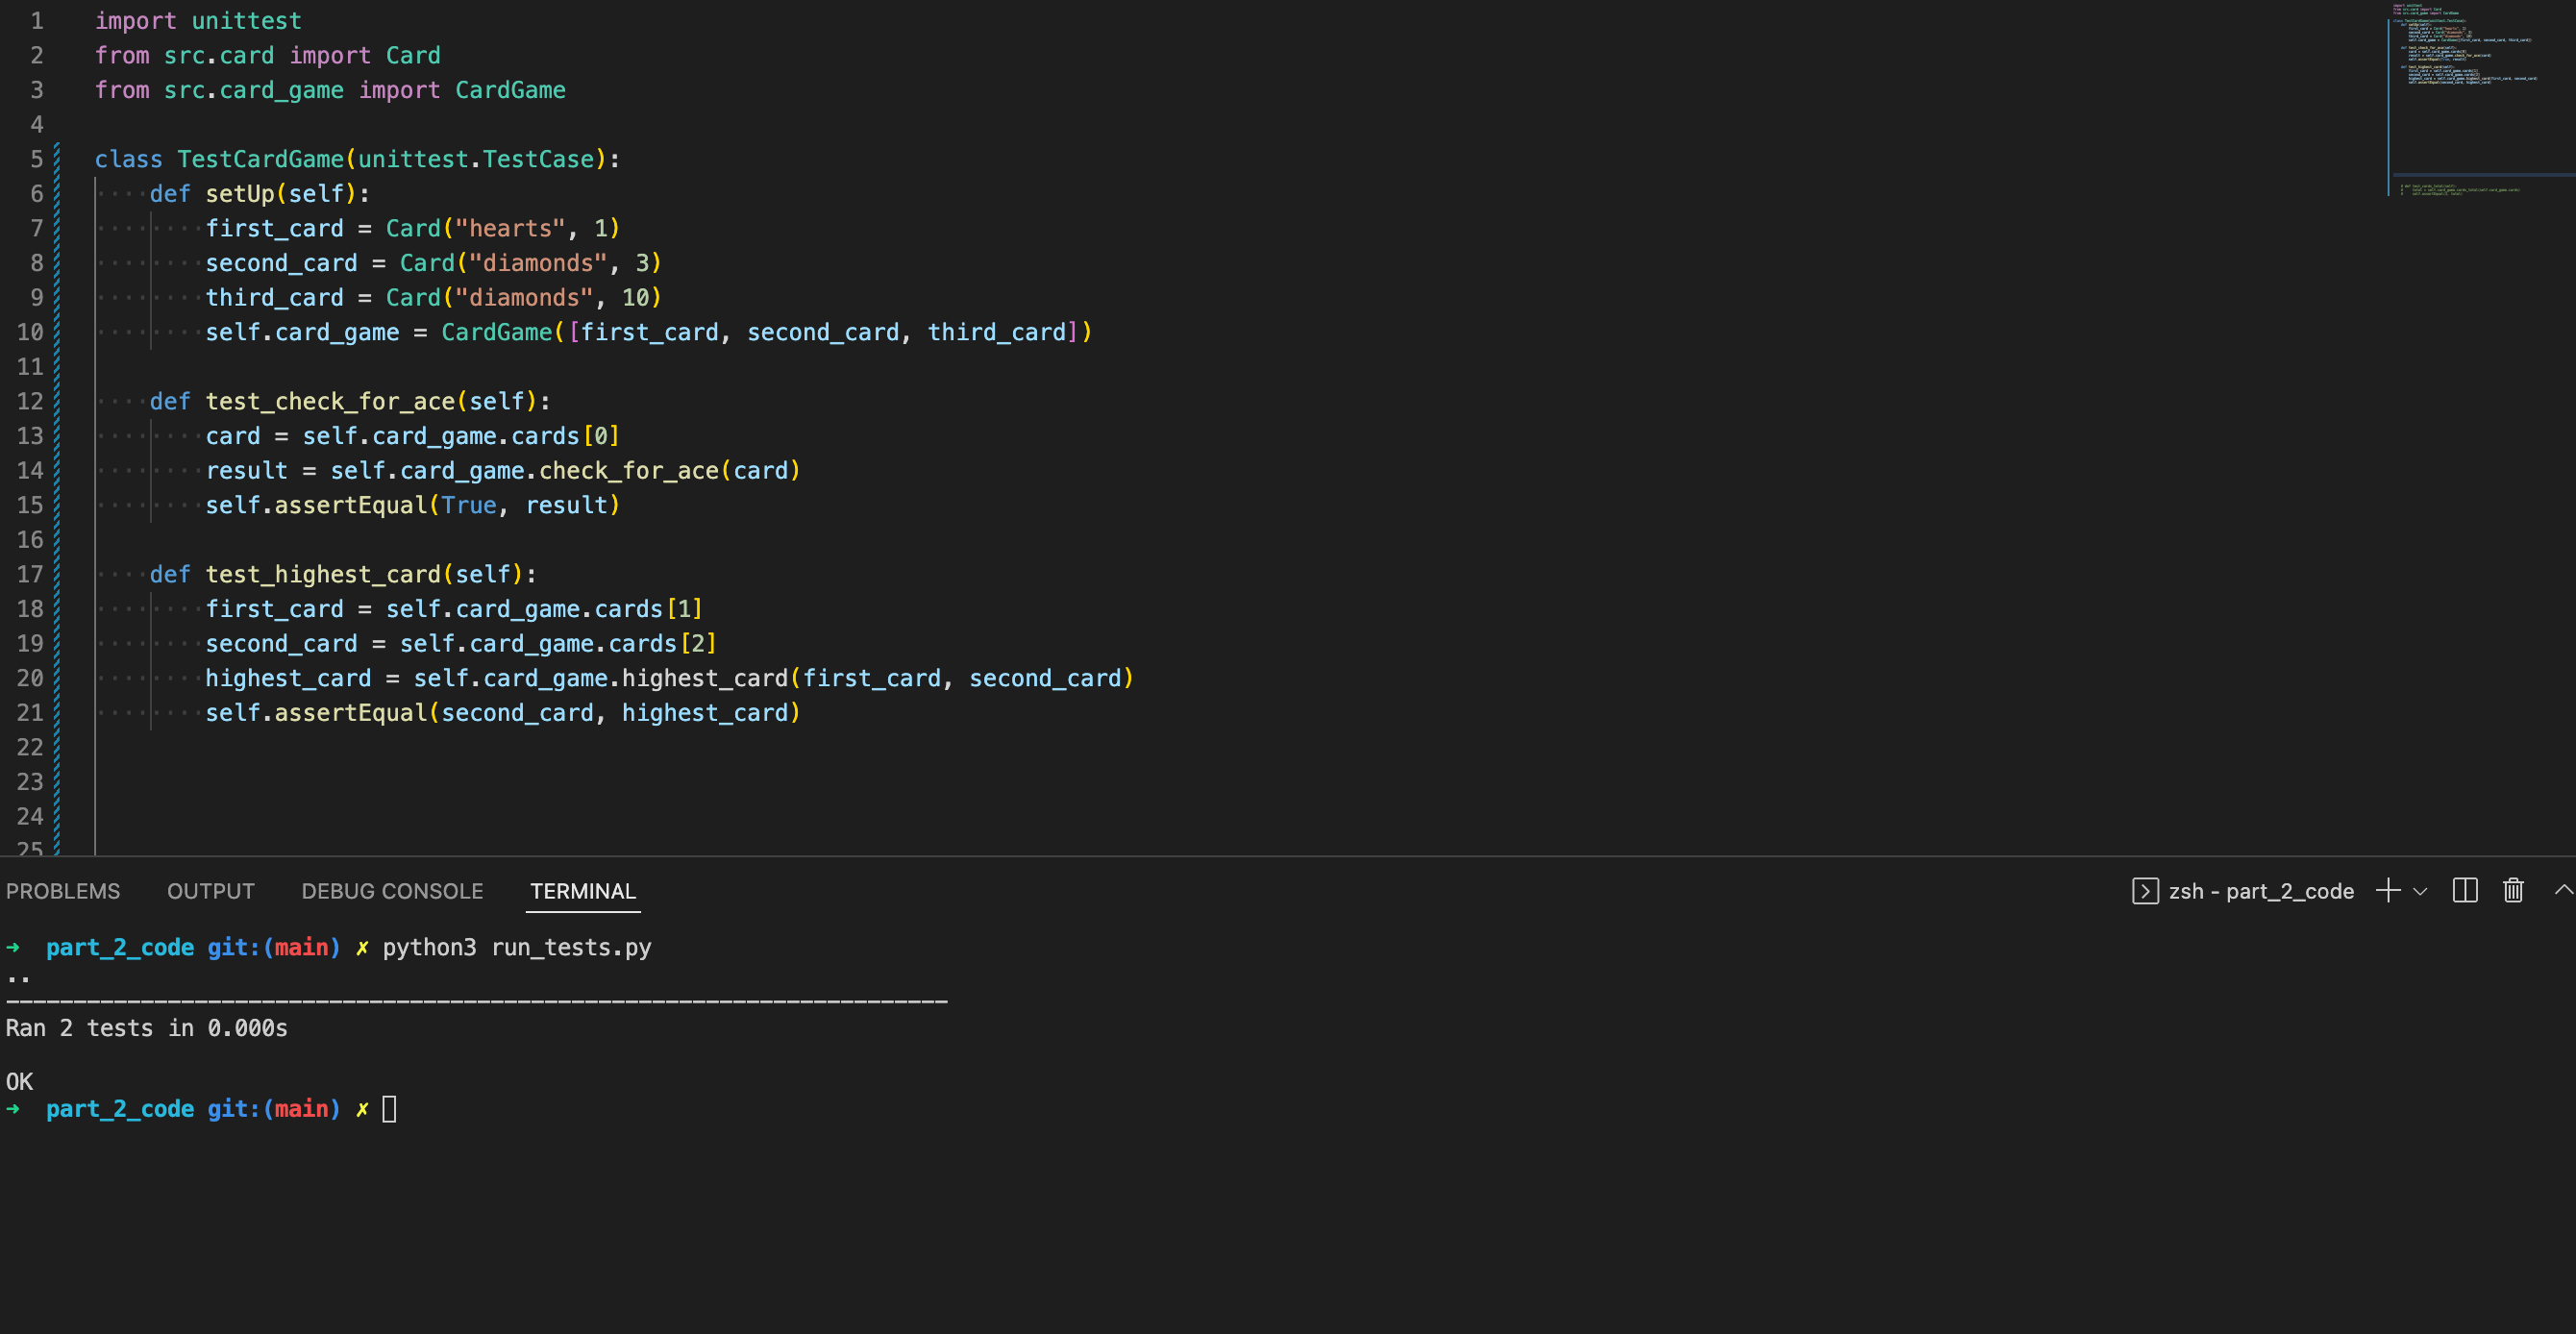 1 import unittest
2 from src.card import Card
3 from src.card_game import CardGame
4
5 class TestCardGame(unittest.TestCase):
6     def setUp(self):
7         first_card = Card("hearts", 1)
8         second_card = Card("diamonds", 3)
9         third_card = Card("diamonds", 10)
10         self.card_game = CardGame([first_card, second_card, third_card])
11
12     def test_check_for_ace(self):
13         card = self.card_game.cards[0]
14         result = self.card_game.check_for_ace(card)
15         self.assertEqual(True, result)
16
17     def test_highest_card(self):
18         first_card = self.card_game.cards[1]
19         second_card = self.card_game.cards[2]
20         highest_card = self.card_game.highest_card(first_card, second_card)
21         self.assertEqual(second_card, highest_card)
22
23
24
25
PROBLEMS OUTPUT DEBUG CONSOLE TERMINAL zsh - part_2_code
➜ part_2_code git:(main) ✗ python3 run_tests.py
..
----------------------------------------------------------------------
Ran 2 tests in 0.000s
OK
➜ part_2_code git:(main) ✗